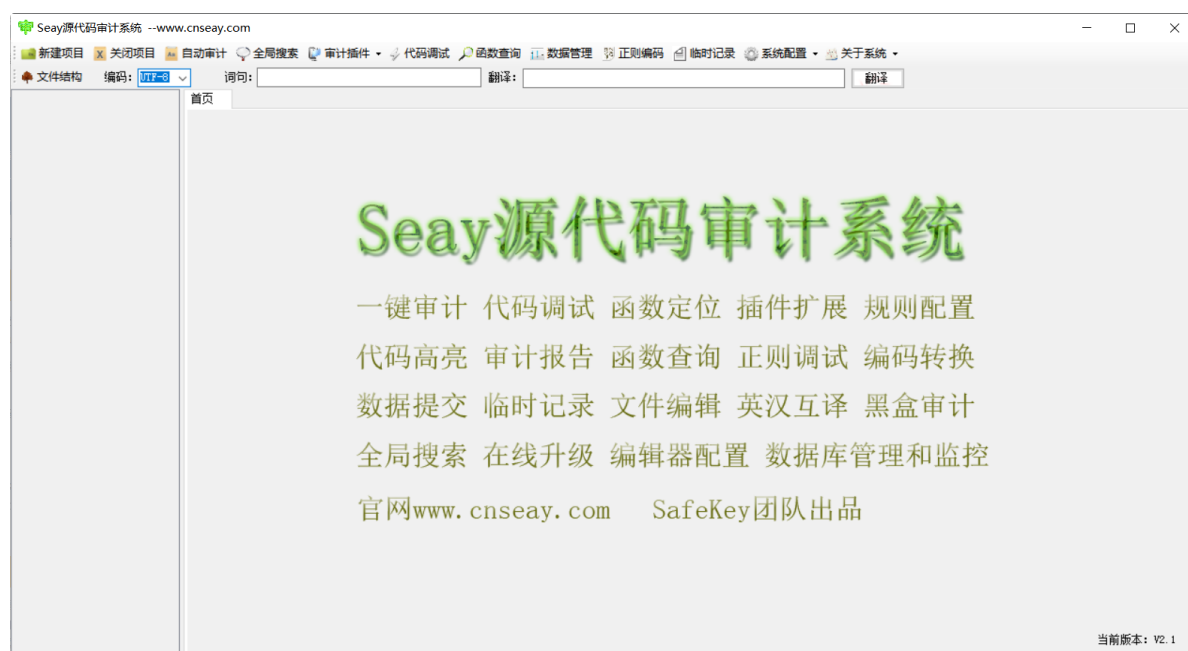 Seay源代码审计系统 --www.cnseay.com
新建项目 关闭项目 自动审计 全局搜索 审计插件 代码调试 函数查询 数据管理 正则编码 临时记录 系统配置 关于系统
文件结构 编码: UTF-8 词句: 翻译: 翻译
首页
Seay源代码审计系统
一键审计 代码调试 函数定位 插件扩展 规则配置
代码高亮 审计报告 函数查询 正则调试 编码转换
数据提交 临时记录 文件编辑 英汉互译 黑盒审计
全局搜索 在线升级 编辑器配置 数据库管理和监控
官网www.cnseay.com SafeKey团队出品
当前版本: V2.1